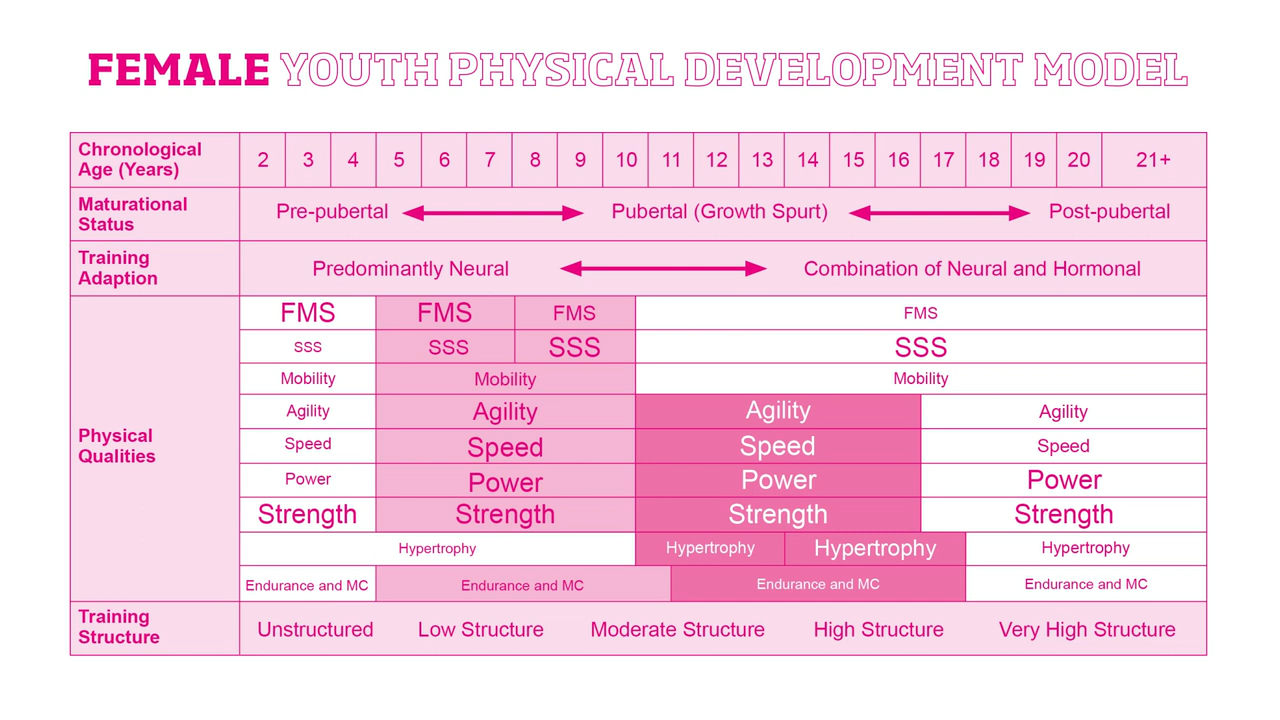 FEMALE YOUTH PHYSICAL DEVELOPMENT MODEL
Chronological
Age (Years)
2 3 4 5 6 7 8 9 10 11 12 13 14 15 16 17 18 19 20 21+
Maturational
Status
Pre-pubertal Pubertal (Growth Spurt) Post-pubertal
Training
Adaption
Predominantly Neural Combination of Neural and Hormonal
Physical
Qualities
FMS FMS FMS FMS
SSS SSS SSS SSS
Mobility Mobility Mobility
Agility Agility Agility Agility
Speed Speed Speed Speed
Power Power Power Power
Strength Strength Strength Strength
Hypertrophy Hypertrophy Hypertrophy Hypertrophy
Endurance and MC Endurance and MC Endurance and MC Endurance and MC
Training
Structure
Unstructured Low Structure Moderate Structure High Structure Very High Structure